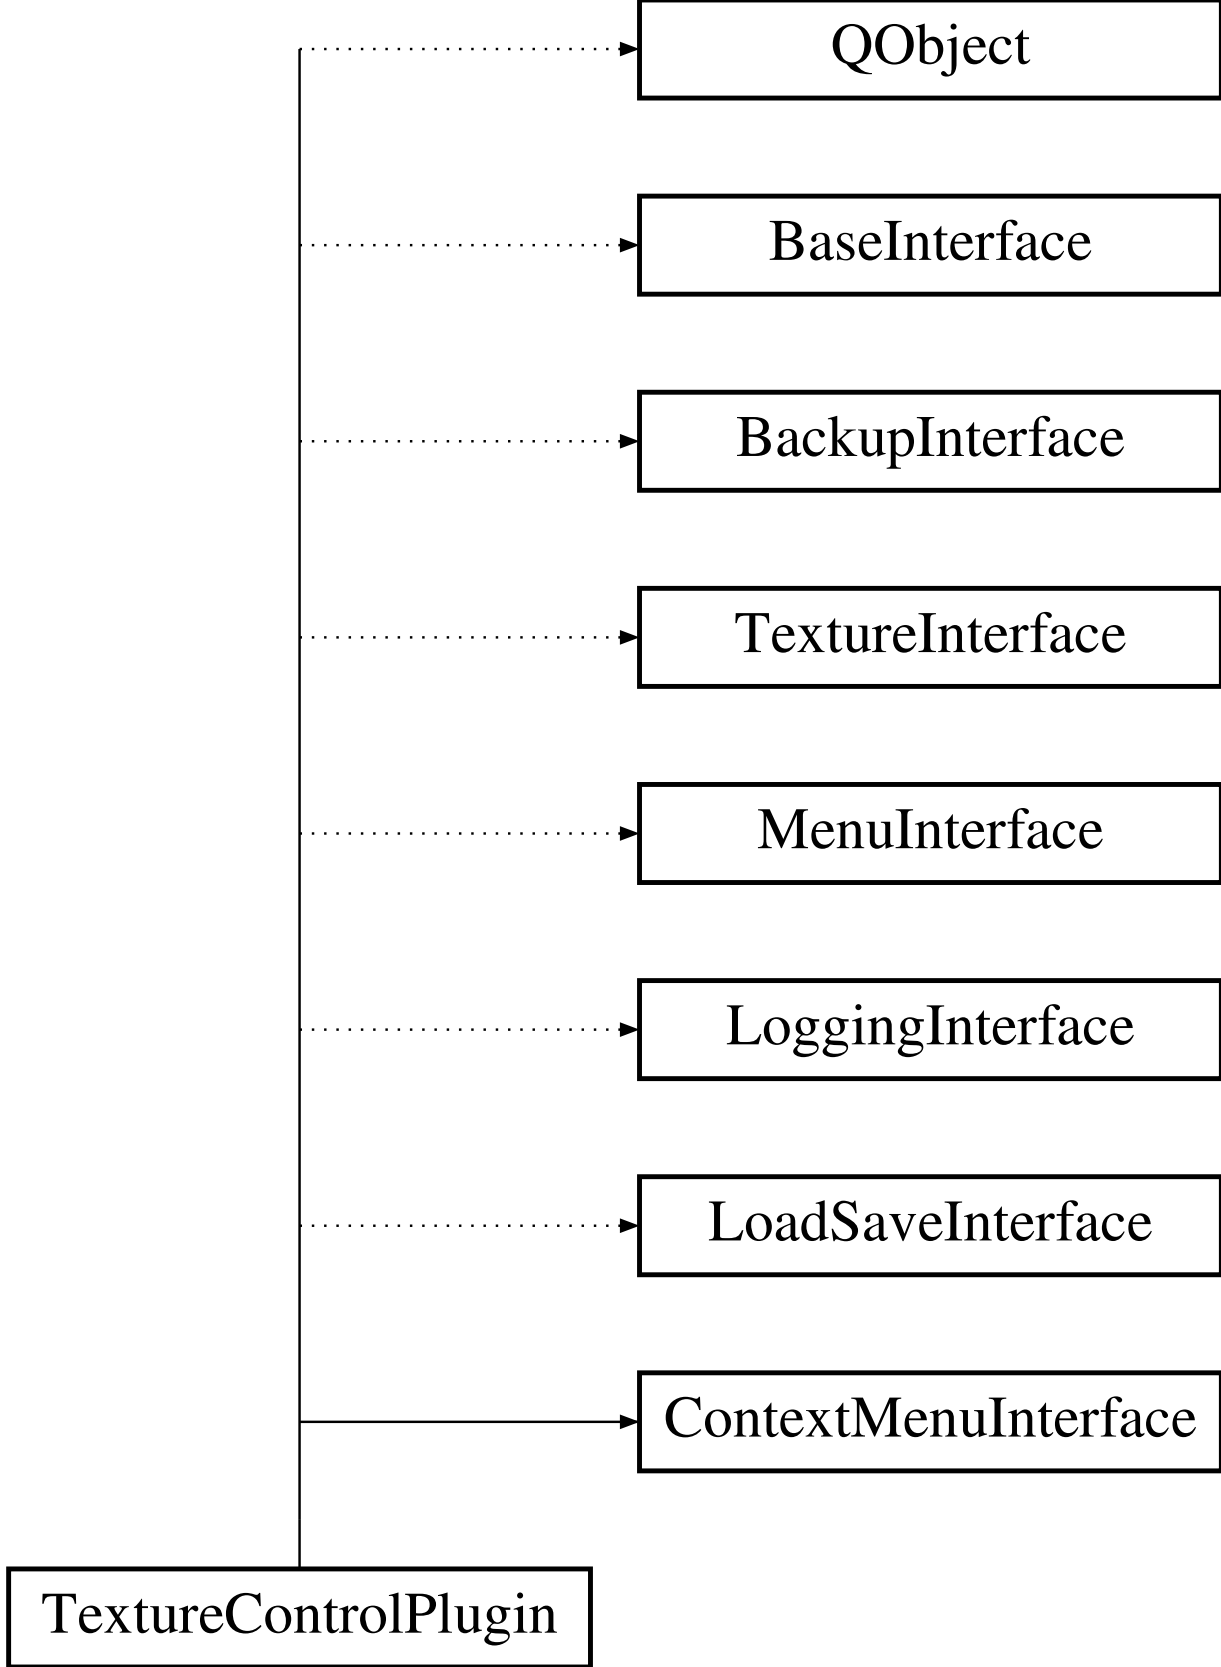 QObject
BaseInterface
BackupInterface
TextureInterface
MenuInterface
LoggingInterface
LoadSaveInterface
ContextMenuInterface
TextureControlPlugin